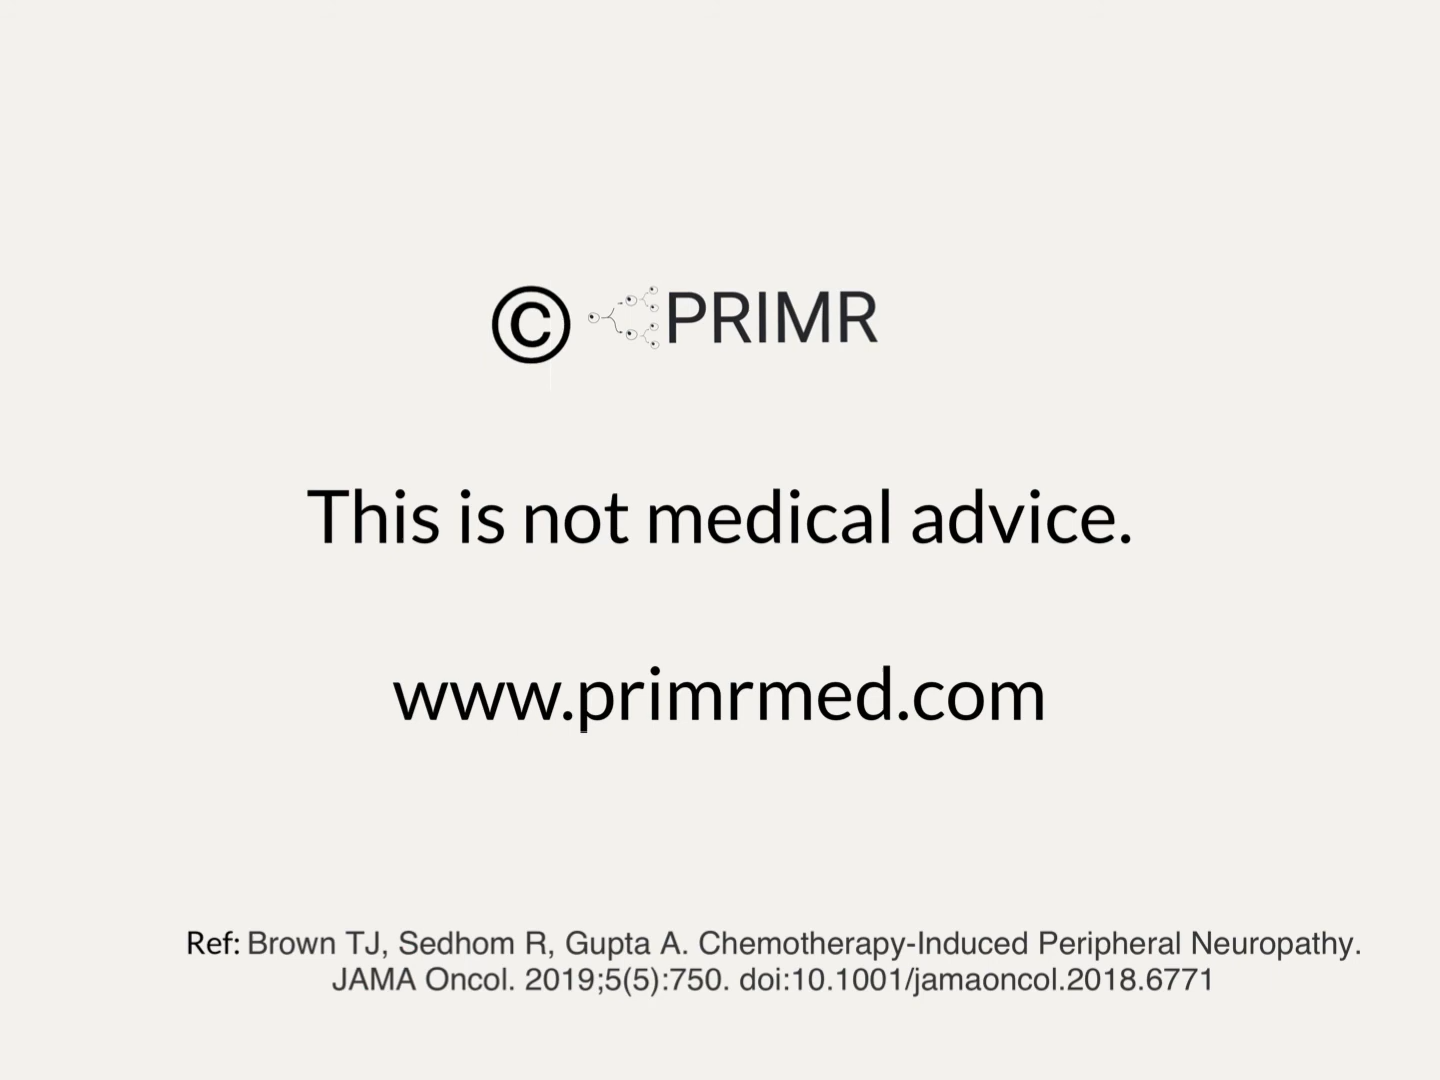 © PRIMR
This is not medical advice.
www.primrmed.com
Ref: Brown TJ, Sedhom R, Gupta A. Chemotherapy-Induced Peripheral Neuropathy.
JAMA Oncol. 2019;5(5):750. doi:10.1001/jamaoncol.2018.6771